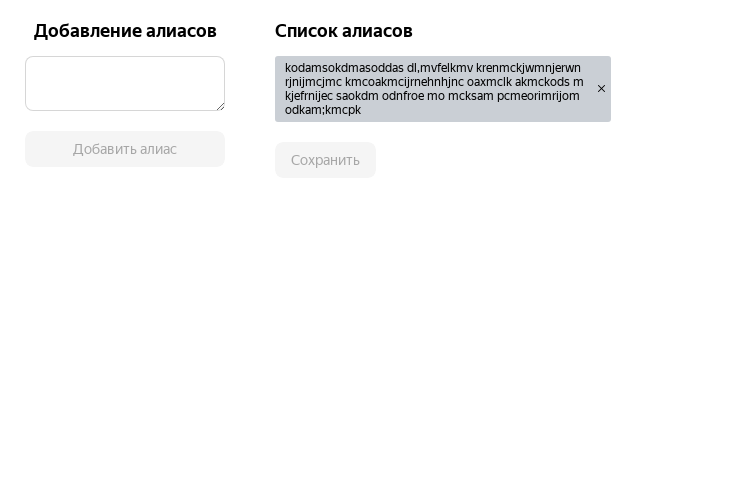 Добавление алиасов
Добавить алиас
Список алиасов
kodamsokdmasoddas dl,mvfelkmv krenmckjwmnjerwn
rjnijmcjmc kmcoakmcijrnehnhjnc oaxmclk akmckods m
kjefrnijec saokdm odnfroe mo mcksam pcmeorimrijom
odkam;kmcpk
Сохранить